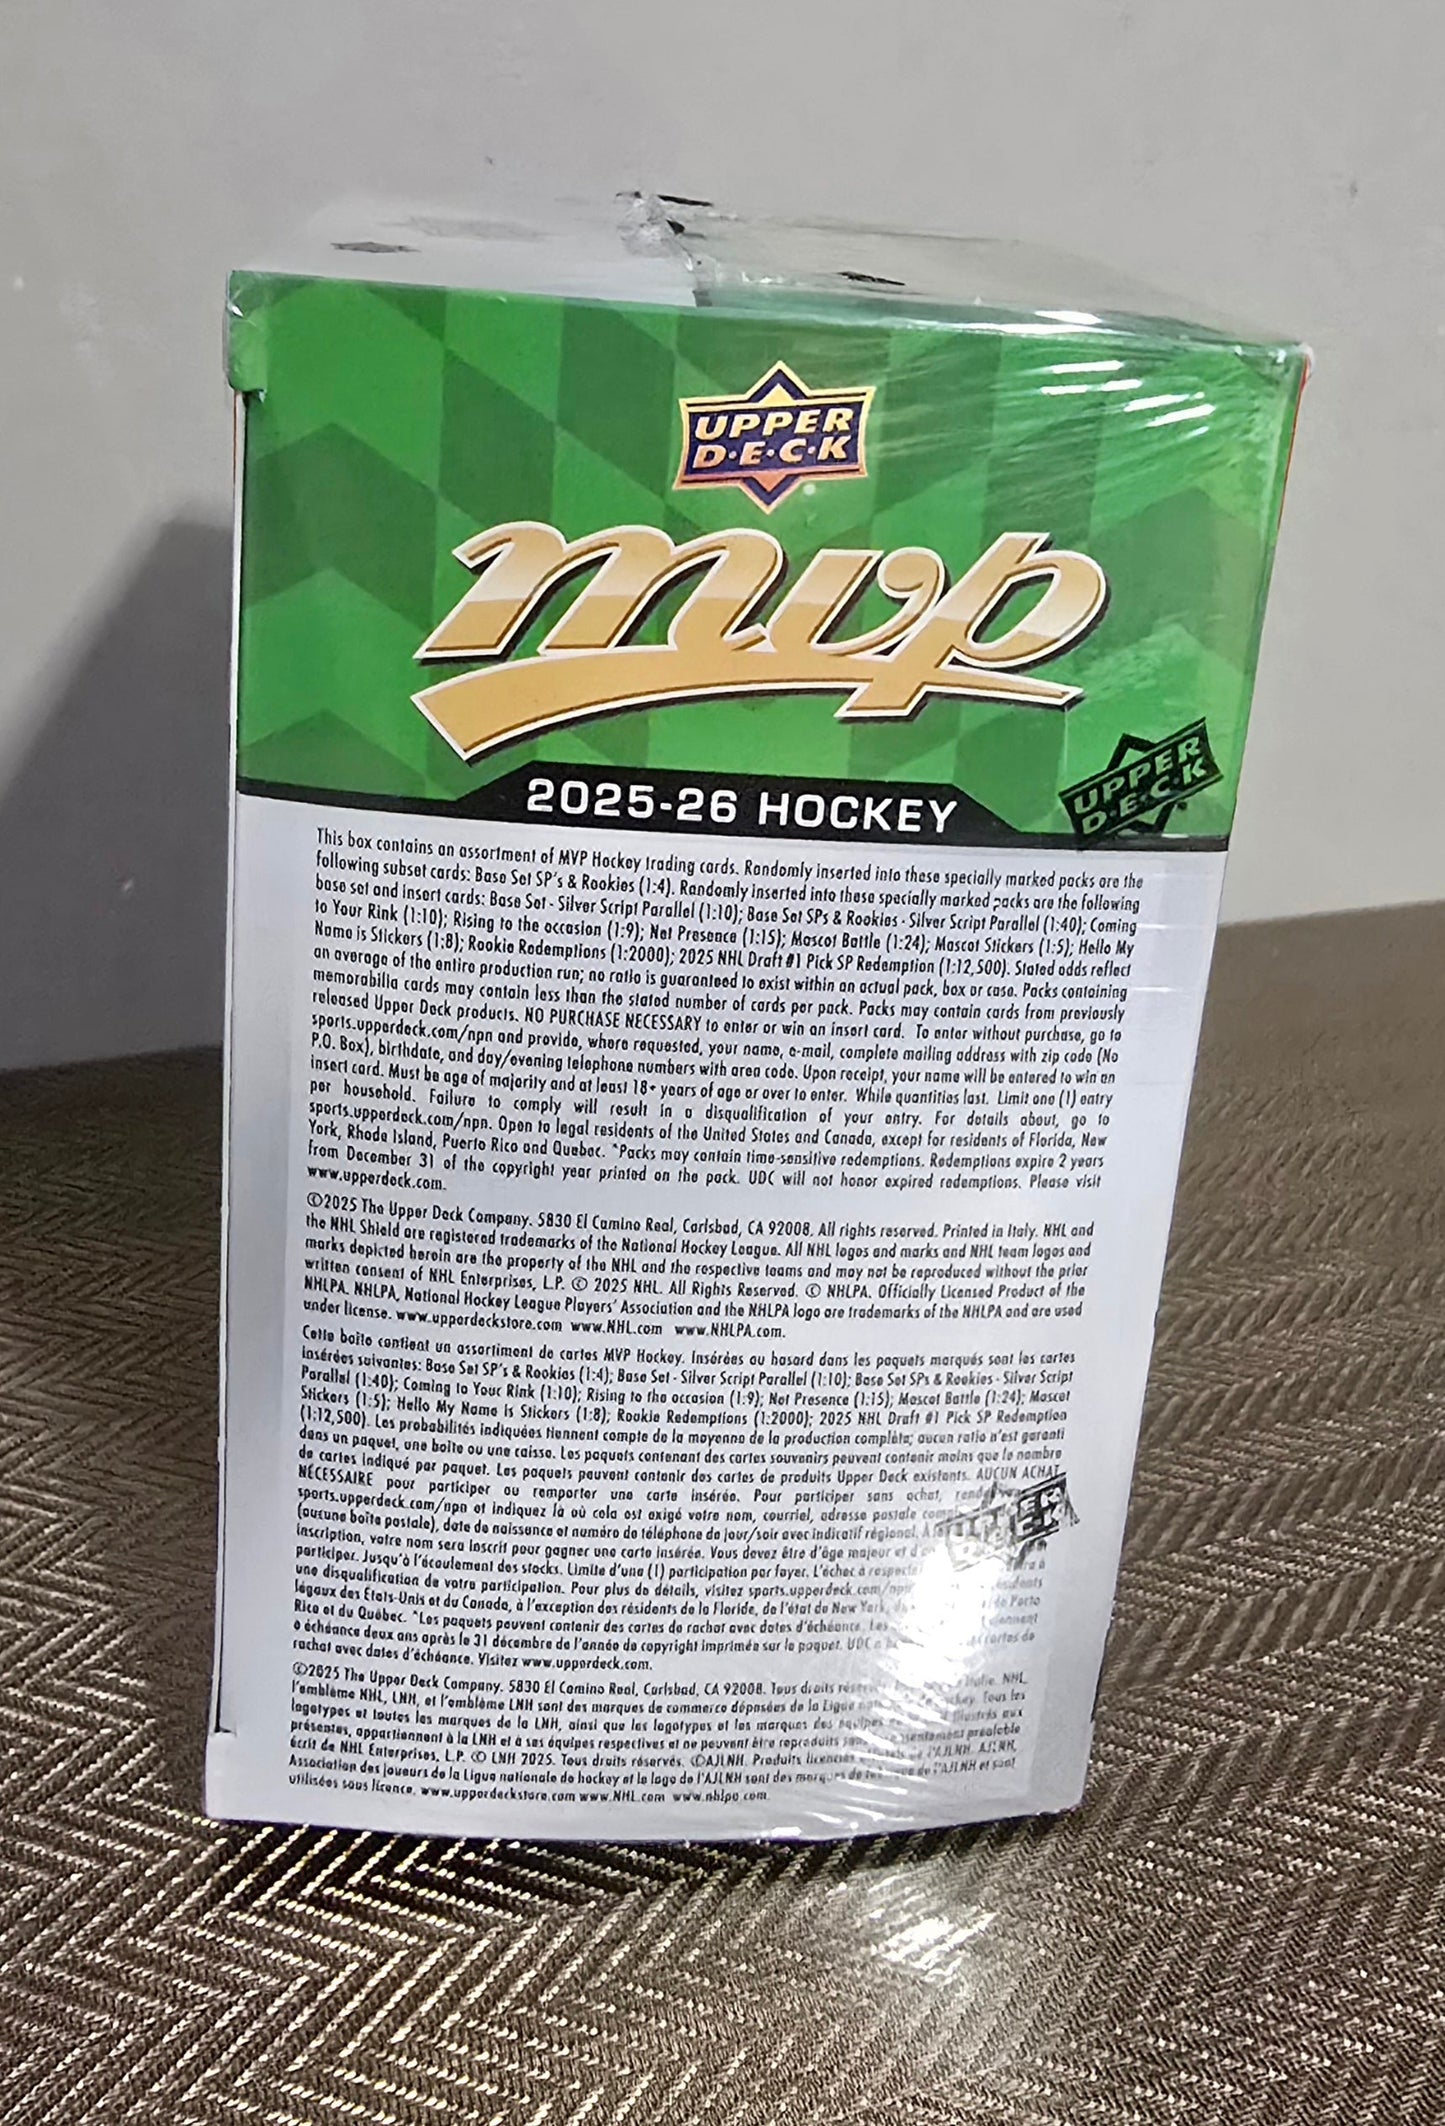 UPPER
D·E·C·K
mvp
2025-26 HOCKEY
UPPER
D·E·C·K
This box contains an assortment of MVP Hockey trading cards. Randomly inserted into these specially marked packs are the
following subset cards: Base Set SP's & Rookies (1:4). Randomly inserted into these specially marked packs are the following
base set and insert cards: Base Set - Silver Script Parallel (1:10); Base Set SPs & Rookies - Silver Script Parallel (1:40); Coming
to Your Rink (1:10); Rising to the occasion (1:9); Net Presence (1:15); Mascot Battle (1:24); Mascot Stickers (1:5); Hello My
Name is Stickers (1:8); Rookie Redemptions (1:2000); 2025 NHL Draft #1 Pick SP Redemption (1:12,500). Stated odds reflect
an average of the entire production run; no ratio is guaranteed to exist within an actual pack, box or case. Packs containing
memorabilia cards may contain less than the stated number of cards per pack. Packs may contain cards from previously
released Upper Deck products. NO PURCHASE NECESSARY to enter or win an insert card. To enter without purchase, go to
sports.upperdeck.com/npn and provide, where requested, your name, e-mail, complete mailing address with zip code (No
P.O. Box), birthdate, and day/evening telephone numbers with area code. Upon receipt, your name will be entered to win an
insert card. Must be age of majority and at least 18+ years of age or over to enter. While quantities last. Limit one (1) entry
per household. Failure to comply will result in a disqualification of your entry. For details about, go to
sports.upperdeck.com/npn. Open to legal residents of the United States and Canada, except for residents of Florida, New
York, Rhode Island, Puerto Rico and Quebec. *Packs may contain time-sensitive redemptions. Redemptions expire 2 years
from December 31 of the copyright year printed on the pack. UDC will not honor expired redemptions. Please visit
www.upperdeck.com.
©2025 The Upper Deck Company. 5830 El Camino Real, Carlsbad, CA 92008. All rights reserved. Printed in Italy. NHL and
the NHL Shield are registered trademarks of the National Hockey League. All NHL logos and marks and NHL team logos and
marks depicted herein are the property of the NHL and the respective teams and may not be reproduced without the prior
written consent of NHL Enterprises, L.P. © 2025 NHL. All Rights Reserved. © NHLPA. Officially Licensed Product of the
NHLPA. NHLPA, National Hockey League Players' Association and the NHLPA logo are trademarks of the NHLPA and are used
under license. www.upperdeckstore.com www.NHL.com www.NHLPA.com.
Cette boîte contient un assortiment de cartes MVP Hockey. Insérées au hasard dans les paquets marqués sont les cartes
insérées suivantes: Base Set SP's & Rookies (1:4); Base Set - Silver Script Parallel (1:10); Base Set SPs & Rookies - Silver Script
Parallel (1:40); Coming to Your Rink (1:10); Rising to the occasion (1:9); Net Presence (1:15); Mascot Battle (1:24); Mascot
Stickers (1:5); Hello My Name is Stickers (1:8); Rookie Redemptions (1:2000); 2025 NHL Draft #1 Pick SP Redemption
(1:12,500). Les probabilités indiquées tiennent compte de la moyenne de la production complète; aucun ratio n'est garanti
dans un paquet, une boîte ou une caisse. Les paquets contenant des cartes souvenirs peuvent contenir moins que le nombre
de cartes indiqué par paquet. Les paquets peuvent contenir des cartes de produits Upper Deck existants. AUCUN ACHAT
NÉCESSAIRE pour participer ou remporter une carte insérée. Pour participer sans achat,
sports.upperdeck.com/npn et indiquez là où cela est exigé votre nom, courriel, adresse postale
(aucune boîte postale), date de naissance et numéro de téléphone de jour/soir avec indicatif régional.
inscription, votre nom sera inscrit pour gagner une carte insérée. Vous devez être d'âge majeur et
participer. Jusqu'à l'écoulement des stocks. Limite d'une (1) participation par foyer. L'échec à
une disqualification de votre participation. Pour plus de détails, visitez sports.upperdeck.com/npn
légaux des États-Unis et du Canada, à l'exception des résidents de la Floride, de l'état de New York, de Porto
Rico et du Québec. *Les paquets peuvent contenir des cartes de rachat avec dates d'échéance. Les
à échéance deux ans après le 31 décembre de l'année de copyright imprimée sur le paquet. UDC cartes de
rachat avec dates d'échéance. Visitez www.upperdeck.com.
©2025 The Upper Deck Company. 5830 El Camino Real, Carlsbad, CA 92008. Tous droits Italie. NHL,
l'emblème NHL, LNH, et l'emblème LNH sont des marques de commerce déposées de la Ligue Tous les
logotypes et toutes les marques de la LNH, ainsi que les logotypes et les marques des équipes illustrés aux
présentes, appartiennent à la LNH et à ses équipes respectives et ne peuvent être reproduits préalable
écrit de NHL Enterprises, L.P. © LNH 2025. Tous droits réservés. ©AJLNH. Produits de l'AJLNH. AJLNH,
Association des joueurs de la Ligue nationale de hockey et le logo de l'AJLNH sont des marques de l'AJLNH et sont
utilisées sous licence. www.upperdeckstore.com www.NHL.com www.nhlpa.com